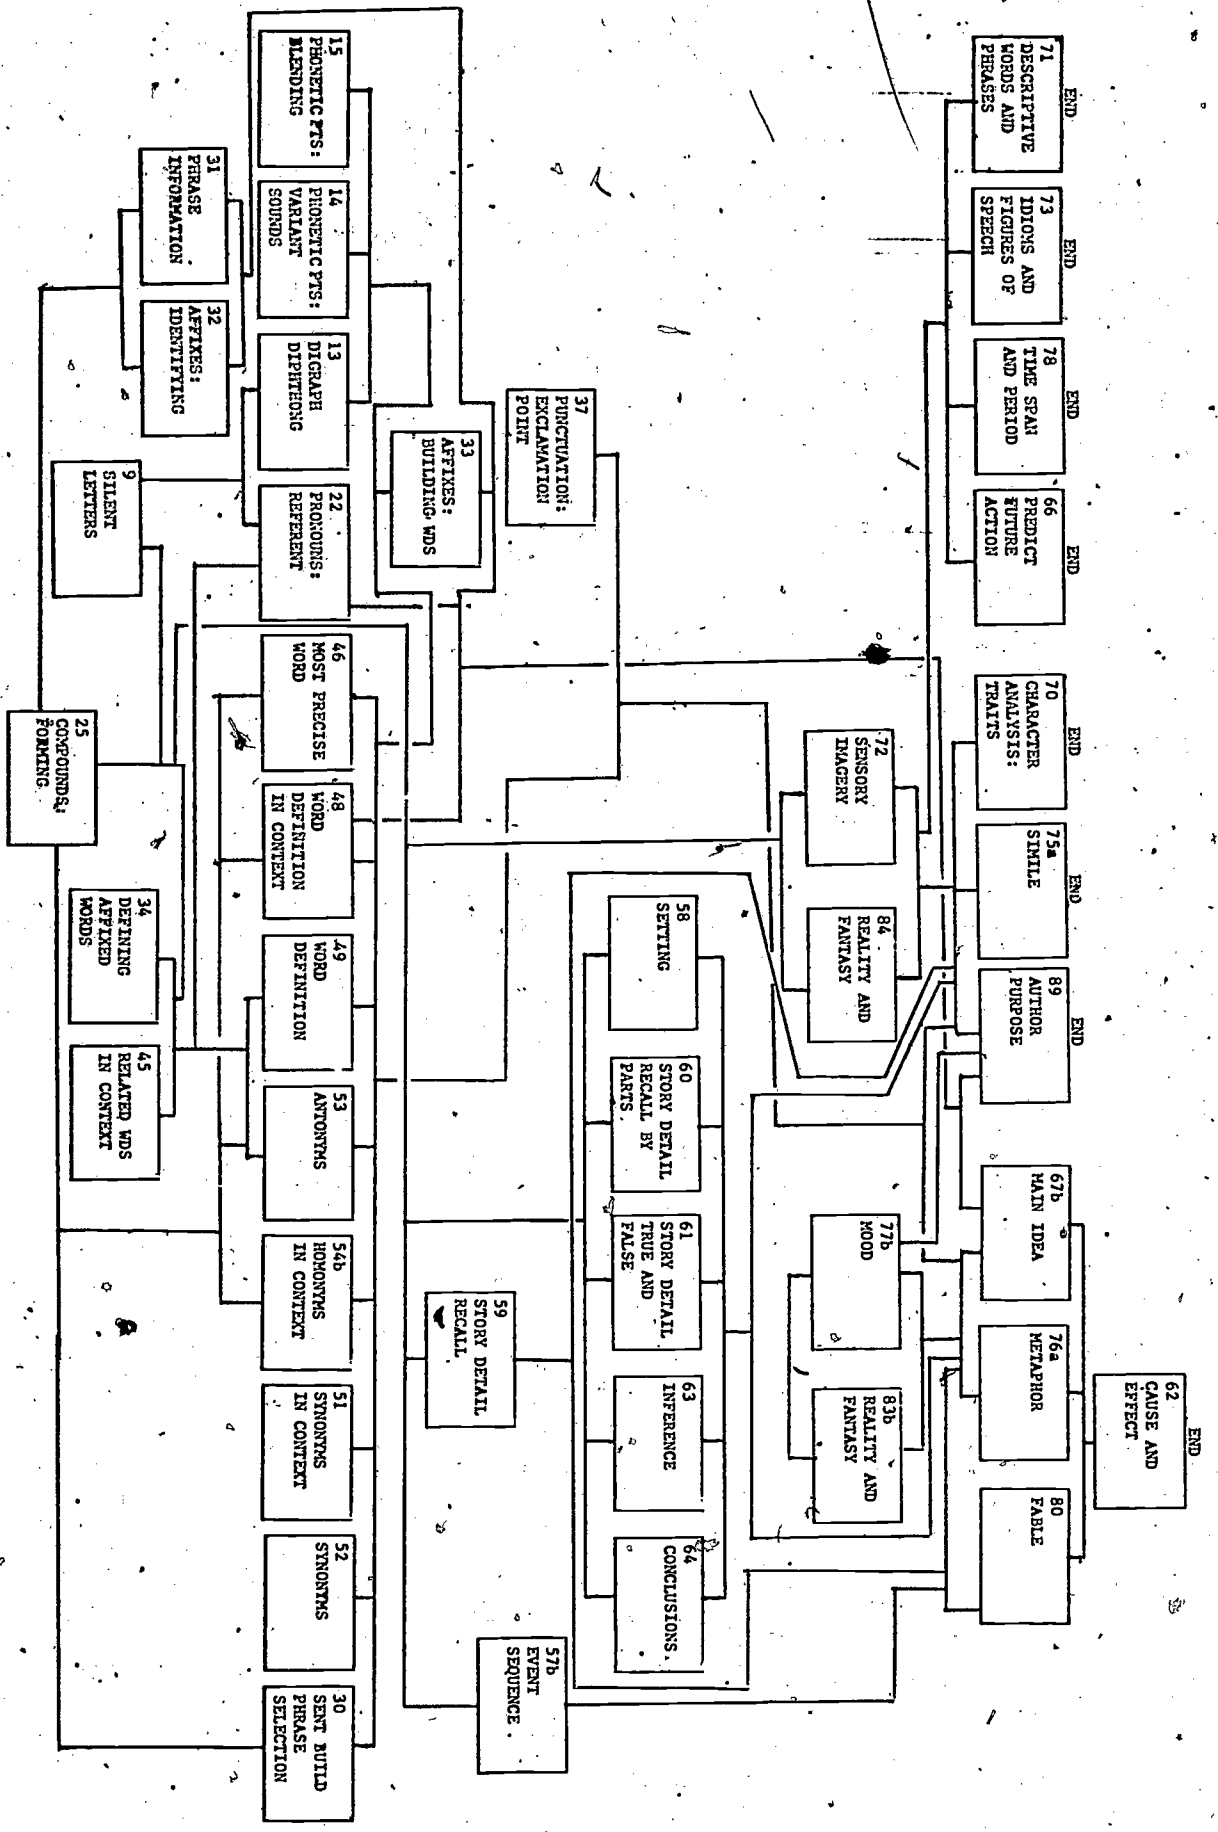 END
62
CAUSE AND
EFFECT
END
71
DESCRIPTIVE
WORDS AND
PHRASES
END
73
IDIOMS AND
FIGURES OF
SPEECH
END
78
TIME SPAN
AND PERIOD
END
66
PREDICT
FUTURE
ACTION
END
70
CHARACTER
ANALYSIS:
TRAITS
END
75a
SIMILE
END
89
AUTHOR
PURPOSE
67b
MAIN IDEA
76a
METAPHOR
80
FABLE
72
SENSORY
IMAGERY
84
REALITY AND
FANTASY
77b
MOOD
83b
REALITY AND
FANTASY
58
SETTING
60
STORY DETAIL
RECALL BY
PARTS
61
STORY DETAIL
TRUE AND
FALSE
63
INFERENCE
64
CONCLUSIONS
37
PUNCTUATION:
EXCLAMATION
POINT
59
STORY DETAIL
RECALL
57b
EVENT
SEQUENCE
33
AFFIXES:
BUILDING WDS
15
PHONETIC PTS:
BLENDING
14
PHONETIC PTS:
VARIANT
SOUNDS
13
DIGRAPH
DIPHTHONG
22
PRONOUNS:
REFERENT
46
MOST PRECISE
WORD
48
WORD
DEFINITION
IN CONTEXT
49
WORD
DEFINITION
53
ANTONYMS
54b
HOMONYMS
IN CONTEXT
51
SYNONYMS
IN CONTEXT
52
SYNONYMS
30
SENT BUILD
PHRASE
SELECTION
31
PHRASE
INFORMATION
32
AFFIXES:
IDENTIFYING
9
SILENT
LETTERS
34
DEFINING
AFFIXED
WORDS
45
RELATED WDS
IN CONTEXT
25
COMPOUNDS:
FORMING